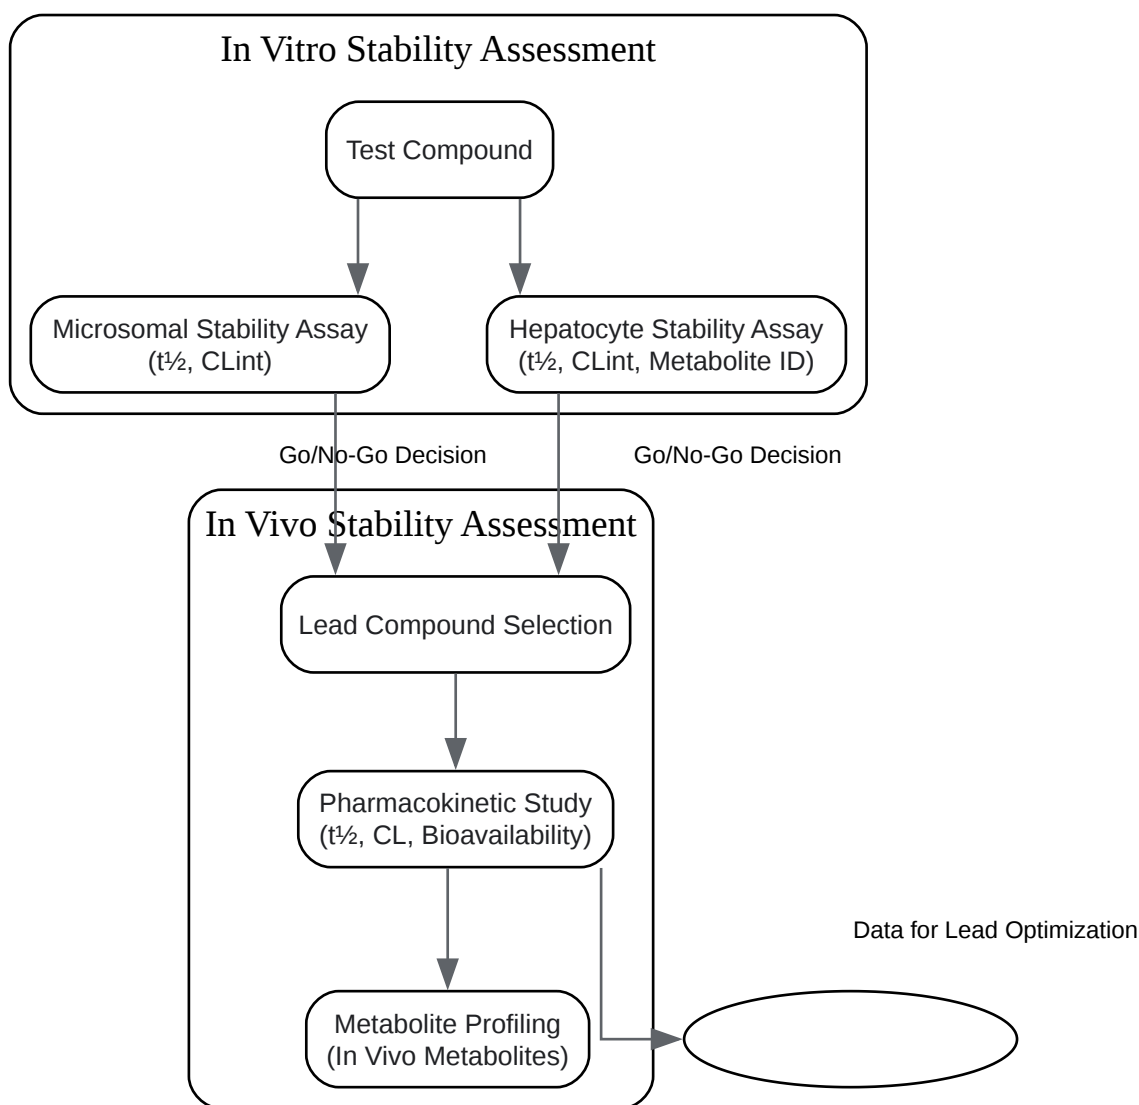 In Vitro Stability Assessment
Test Compound
Microsomal Stability Assay
(t½, CLint)
Hepatocyte Stability Assay
(t½, CLint, Metabolite ID)
Go/No-Go Decision
Go/No-Go Decision
In Vivo Stability Assessment
Lead Compound Selection
Pharmacokinetic Study
(t½, CL, Bioavailability)
Data for Lead Optimization
Metabolite Profiling
(In Vivo Metabolites)